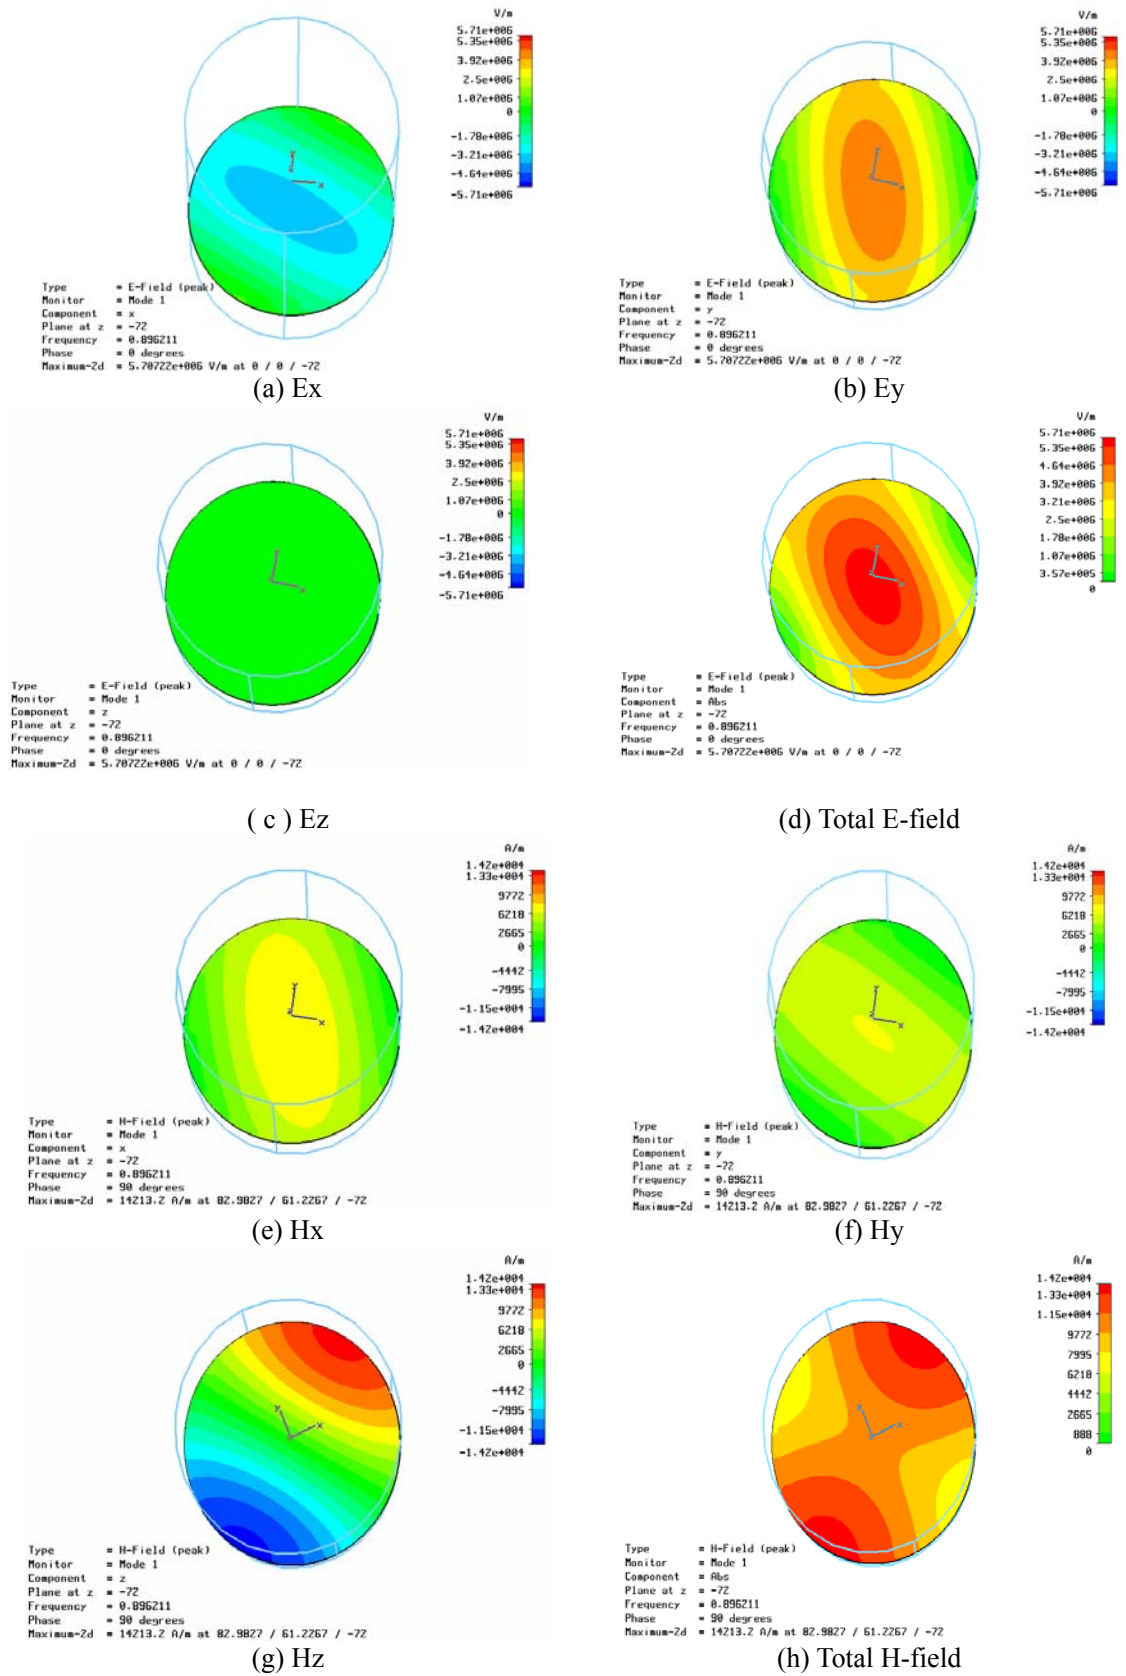 V/m
5.71e+006
5.35e+006
3.92e+006
2.5e+006
1.07e+006
0
-1.78e+006
-3.21e+006
-4.64e+006
-5.71e+006
Type = E-Field (peak)
Monitor = Mode 1
Component = x
Plane at z = -72
Frequency = 0.896211
Phase = 0 degrees
Maximum-2d = 5.70722e+006 V/m at 0 / 0 / -72
(a) Ex
V/m
5.71e+006
5.35e+006
3.92e+006
2.5e+006
1.07e+006
0
-1.78e+006
-3.21e+006
-4.64e+006
-5.71e+006
Type = E-Field (peak)
Monitor = Mode 1
Component = y
Plane at z = -72
Frequency = 0.896211
Phase = 0 degrees
Maximum-2d = 5.70722e+006 V/m at 0 / 0 / -72
(b) Ey
V/m
5.71e+006
5.35e+006
3.92e+006
2.5e+006
1.07e+006
0
-1.78e+006
-3.21e+006
-4.64e+006
-5.71e+006
Type = E-Field (peak)
Monitor = Mode 1
Component = z
Plane at z = -72
Frequency = 0.896211
Phase = 0 degrees
Maximum-2d = 5.70722e+006 V/m at 0 / 0 / -72
( c ) Ez
V/m
5.71e+006
5.35e+006
4.64e+006
3.92e+006
3.21e+006
2.5e+006
1.78e+006
1.07e+006
3.57e+005
0
Type = E-Field (peak)
Monitor = Mode 1
Component = Abs
Plane at z = -72
Frequency = 0.896211
Phase = 0 degrees
Maximum-2d = 5.70722e+006 V/m at 0 / 0 / -72
(d) Total E-field
A/m
1.42e+004
1.33e+004
9772
6218
2665
0
-4442
-7995
-1.15e+004
-1.42e+004
Type = H-Field (peak)
Monitor = Mode 1
Component = x
Plane at z = -72
Frequency = 0.896211
Phase = 90 degrees
Maximum-2d = 14213.2 A/m at 82.9827 / 61.2267 / -72
(e) Hx
A/m
1.42e+004
1.33e+004
9772
6218
2665
0
-4442
-7995
-1.15e+004
-1.42e+004
Type = H-Field (peak)
Monitor = Mode 1
Component = y
Plane at z = -72
Frequency = 0.896211
Phase = 90 degrees
Maximum-2d = 14213.2 A/m at 82.9827 / 61.2267 / -72
(f) Hy
A/m
1.42e+004
1.33e+004
9772
6218
2665
0
-4442
-7995
-1.15e+004
-1.42e+004
Type = H-Field (peak)
Monitor = Mode 1
Component = z
Plane at z = -72
Frequency = 0.896211
Phase = 90 degrees
Maximum-2d = 14213.2 A/m at 82.9827 / 61.2267 / -72
(g) Hz
A/m
1.42e+004
1.33e+004
1.15e+004
9772
7995
6218
4442
2665
888
0
Type = H-Field (peak)
Monitor = Mode 1
Component = Abs
Plane at z = -72
Frequency = 0.896211
Phase = 90 degrees
Maximum-2d = 14213.2 A/m at 82.9827 / 61.2267 / -72
(h) Total H-field